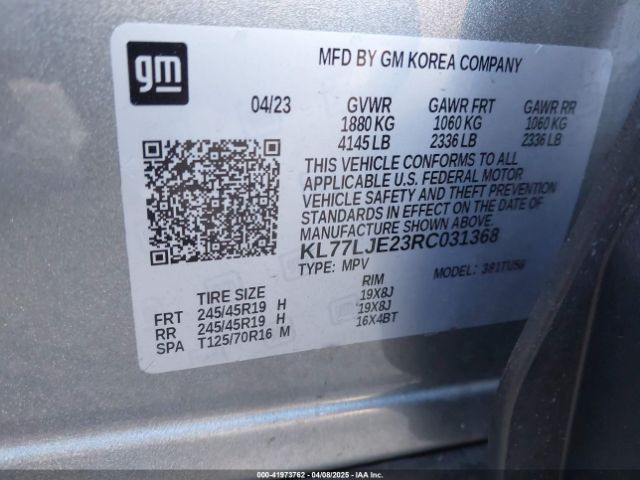 gm
MFD BY GM KOREA COMPANY
04/23 GVWR GAWR FRT GAWR RR
1880 KG 1060 KG 1060 KG
4145 LB 2336 LB 2336 LB
THIS VEHICLE CONFORMS TO ALL
APPLICABLE U.S. FEDERAL MOTOR
VEHICLE SAFETY AND THEFT PREVENTION
STANDARDS IN EFFECT ON THE DATE OF
MANUFACTURE SHOWN ABOVE.
KL77LJE23RC031368
TYPE: MPV MODEL: 381TU56
TIRE SIZE RIM
FRT 245/45R19 H 19X8J
RR 245/45R19 H 19X8J
SPA T125/70R16 M 16X4BT
000-41973762 - 04/08/2025 - IAA Inc.